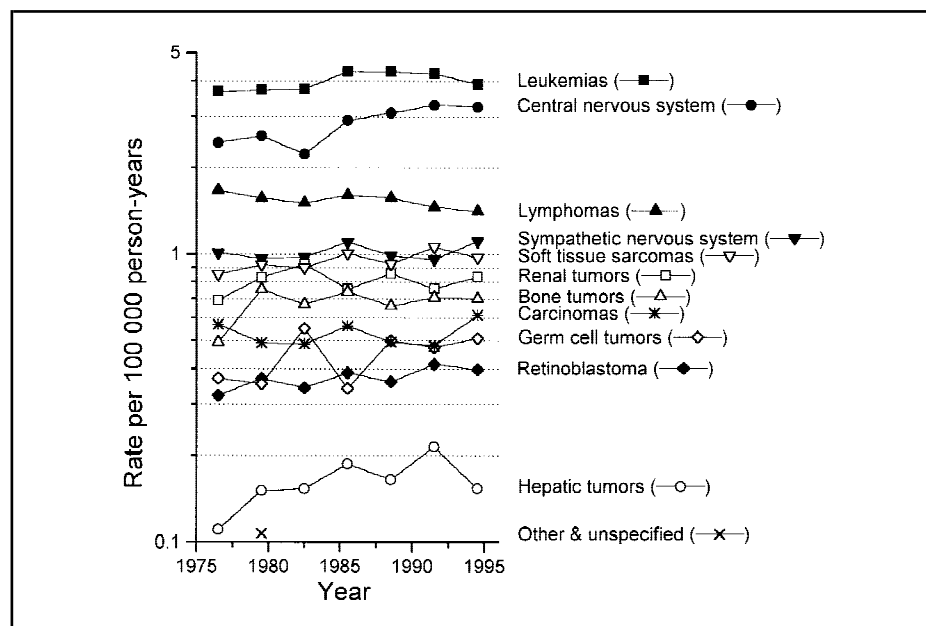 5
1
0.1
Rate per 100 000 person-years
1975 1980 1985 1990 1995
Year
Leukemias (—■—)
Central nervous system (—●—)
Lymphomas (—▲—)
Sympathetic nervous system (—▼—)
Soft tissue sarcomas (—▽—)
Renal tumors (—□—)
Bone tumors (—△—)
Carcinomas (—✳—)
Germ cell tumors (—◇—)
Retinoblastoma (—◆—)
Hepatic tumors (—○—)
Other & unspecified (—×—)